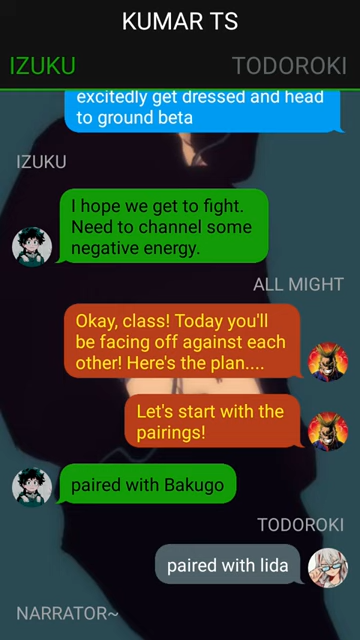 KUMAR TS
IZUKU
TODOROKI
excitedly get dressed and head
to ground beta
IZUKU
I hope we get to fight.
Need to channel some
negative energy.
ALL MIGHT
Okay, class! Today you'll
be facing off against each
other! Here's the plan....
Let's start with the
pairings!
paired with Bakugo
TODOROKI
paired with Iida
NARRATOR~